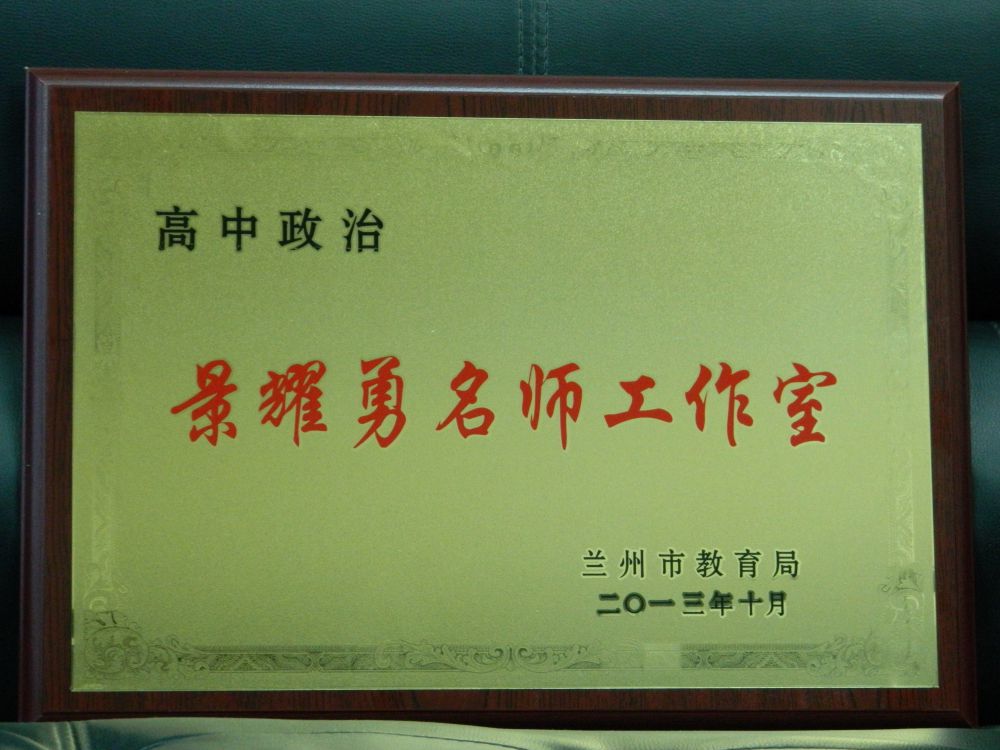 高中政治
景耀勇名师工作室
兰州市教育局
二〇一三年十月